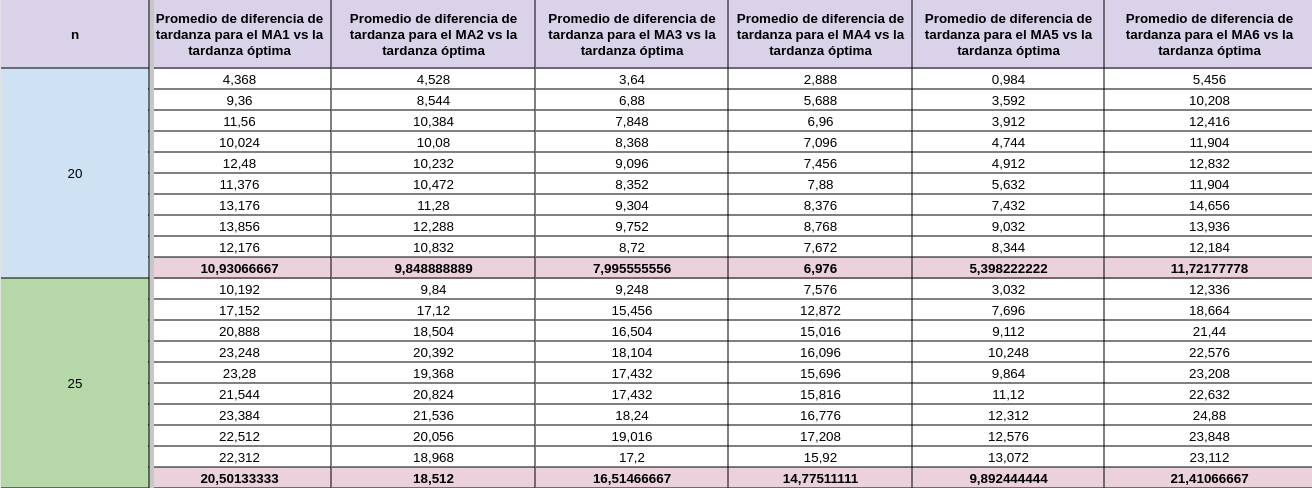 n Promedio de diferencia de tardanza para el MA1 vs la tardanza óptima Promedio de diferencia de tardanza para el MA2 vs la tardanza óptima Promedio de diferencia de tardanza para el MA3 vs la tardanza óptima Promedio de diferencia de tardanza para el MA4 vs la tardanza óptima Promedio de diferencia de tardanza para el MA5 vs la tardanza óptima Promedio de diferencia de tardanza para el MA6 vs la tardanza óptima
20
4,368 4,528 3,64 2,888 0,984 5,456
9,36 8,544 6,88 5,688 3,592 10,208
11,56 10,384 7,848 6,96 3,912 12,416
10,024 10,08 8,368 7,096 4,744 11,904
12,48 10,232 9,096 7,456 4,912 12,832
11,376 10,472 8,352 7,88 5,632 11,904
13,176 11,28 9,304 8,376 7,432 14,656
13,856 12,288 9,752 8,768 9,032 13,936
12,176 10,832 8,72 7,672 8,344 12,184
10,93066667 9,848888889 7,995555556 6,976 5,398222222 11,72177778
25
10,192 9,84 9,248 7,576 3,032 12,336
17,152 17,12 15,456 12,872 7,696 18,664
20,888 18,504 16,504 15,016 9,112 21,44
23,248 20,392 18,104 16,096 10,248 22,576
23,28 19,368 17,432 15,696 9,864 23,208
21,544 20,824 17,432 15,816 11,12 22,632
23,384 21,536 18,24 16,776 12,312 24,88
22,512 20,056 19,016 17,208 12,576 23,848
22,312 18,968 17,2 15,92 13,072 23,112
20,50133333 18,512 16,51466667 14,77511111 9,892444444 21,41066667